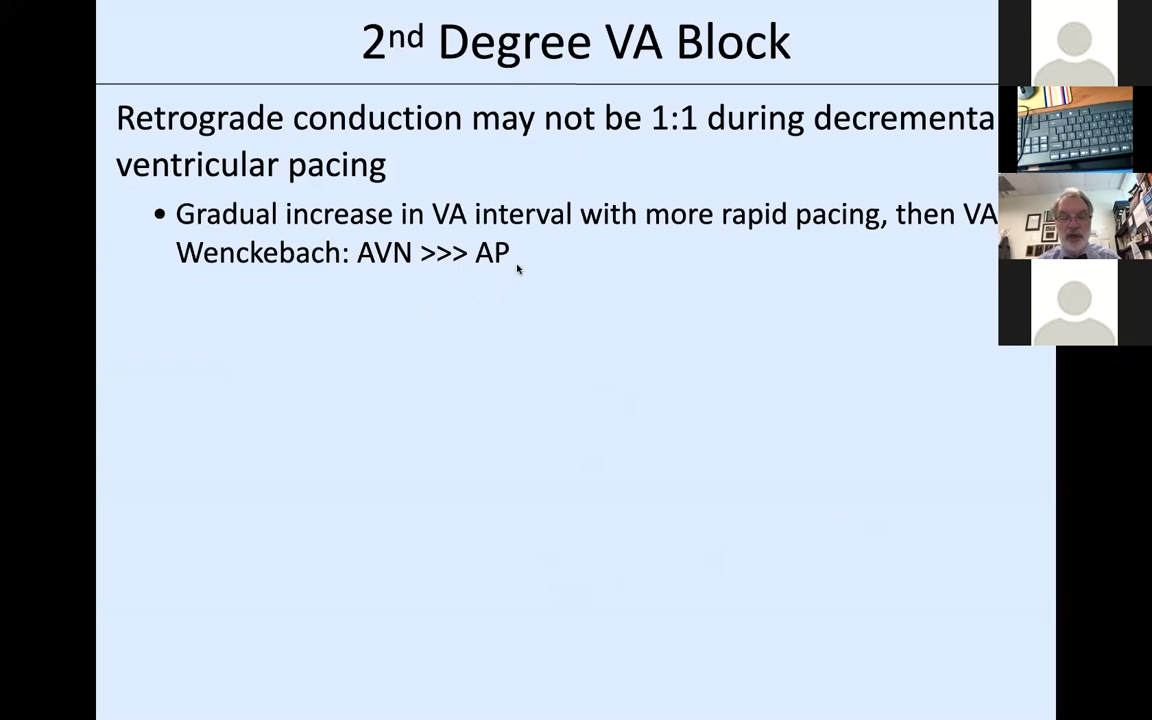 2nd Degree VA Block
Retrograde conduction may not be 1:1 during decrementa
ventricular pacing
• Gradual increase in VA interval with more rapid pacing, then VA
Wenckebach: AVN >>> AP